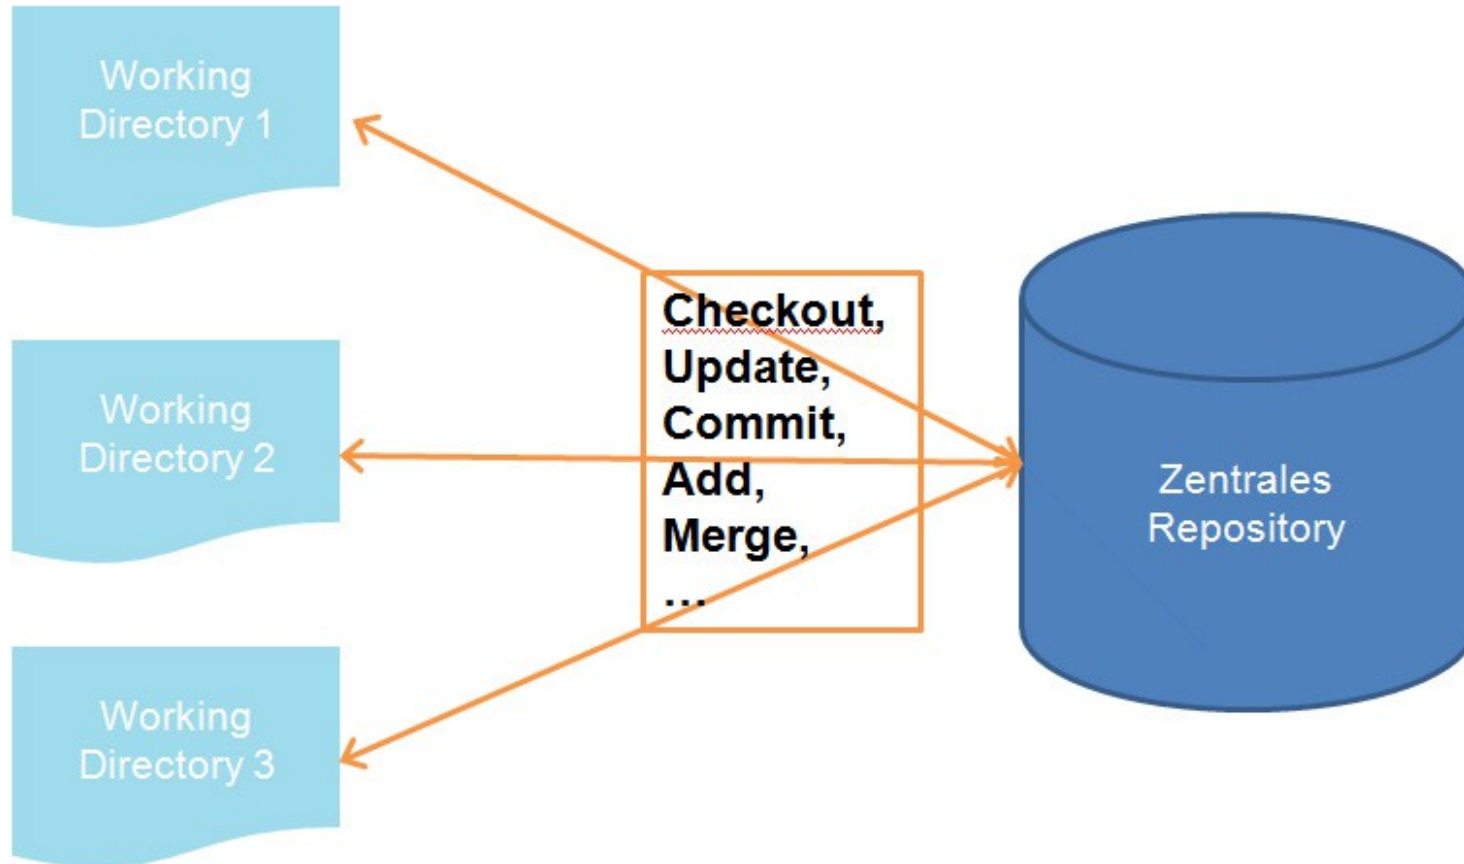 Working
Directory 1
Checkout,
Update,
Commit,
Add,
Merge,
...
Working
Directory 2
Zentrales
Repository
Working
Directory 3